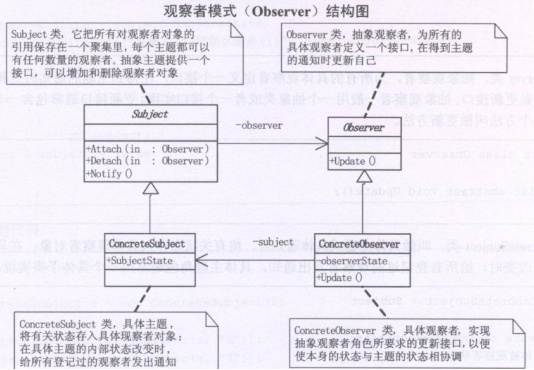 观察者模式(Observer)结构图
Subject 类, 它把所有对观察者对象的
引用保存在一个聚集里, 每个主题都可以
有任何数量的观察者。抽象主题提供一个
接口, 可以增加和删除观察者对象
Observer 类, 抽象观察者, 为所有的
具体观察者定义一个接口, 在得到主题
的通知时更新自己
Subject
+Attach(in : Observer)
+Detach(in : Observer)
+Notify()
-observer
Observer
+Update()
ConcreteSubject
+SubjectState
-subject
ConcreteObserver
-observerState
+Update()
ConcreteSubject 类, 具体主题,
将有关状态存入具体现察者对象;
在具体主题的内部状态改变时,
给所有登记过的观察者发出通知
ConcreteObserver 类, 具体观察者, 实现
抽象观察者角色所要求的更新接口, 以便
使本身的状态与主题的状态相协调